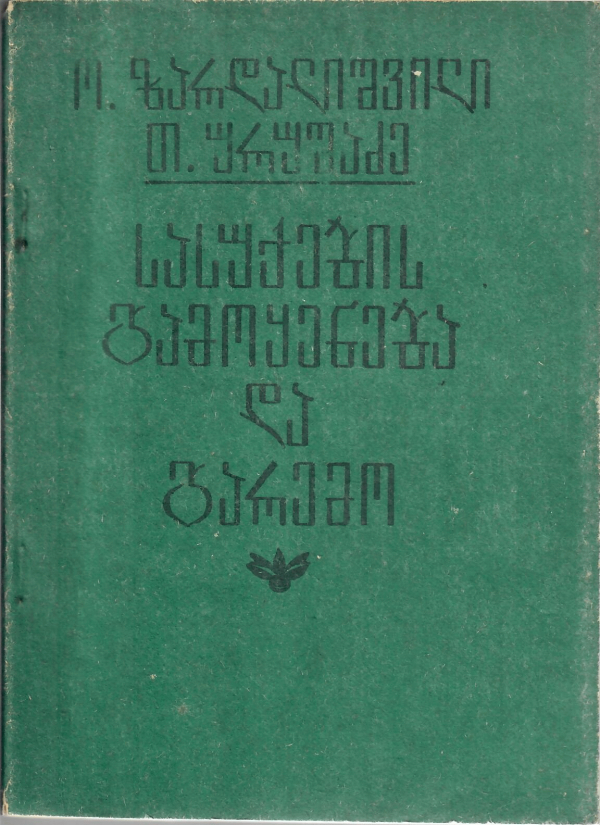 ო. ზარდალიშვილი
თ. ურუშაძე
სასუქების
გამოყენება
და
გარემო